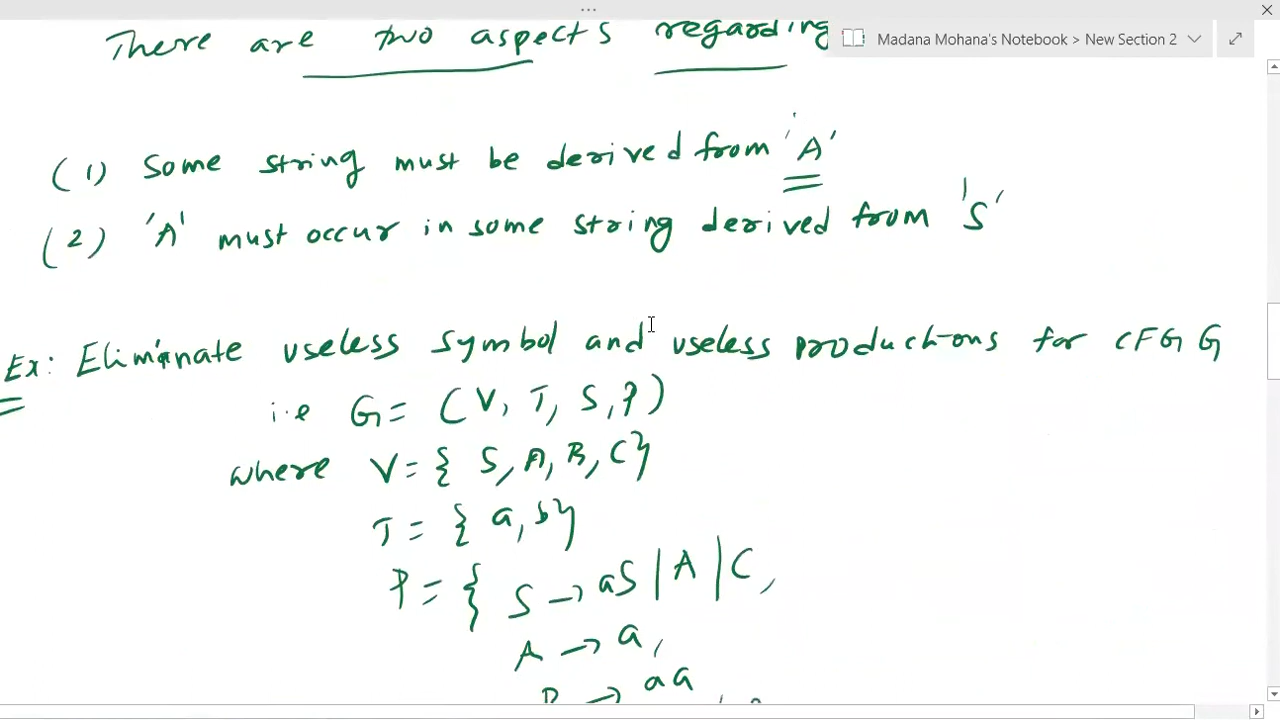 There are two aspects regarding
Madana Mohana's Notebook > New Section 2
(1) Some string must be derived from 'A'
(2) 'A' must occur in some string derived from 'S'
Ex: Eliminate useless symbol and useless productions for CFG G
i.e G = (V, T, S, P)
where V = { S, A, B, C}
T = { a, b}
P = { S → aS | A | C,
A → a,
B → aa